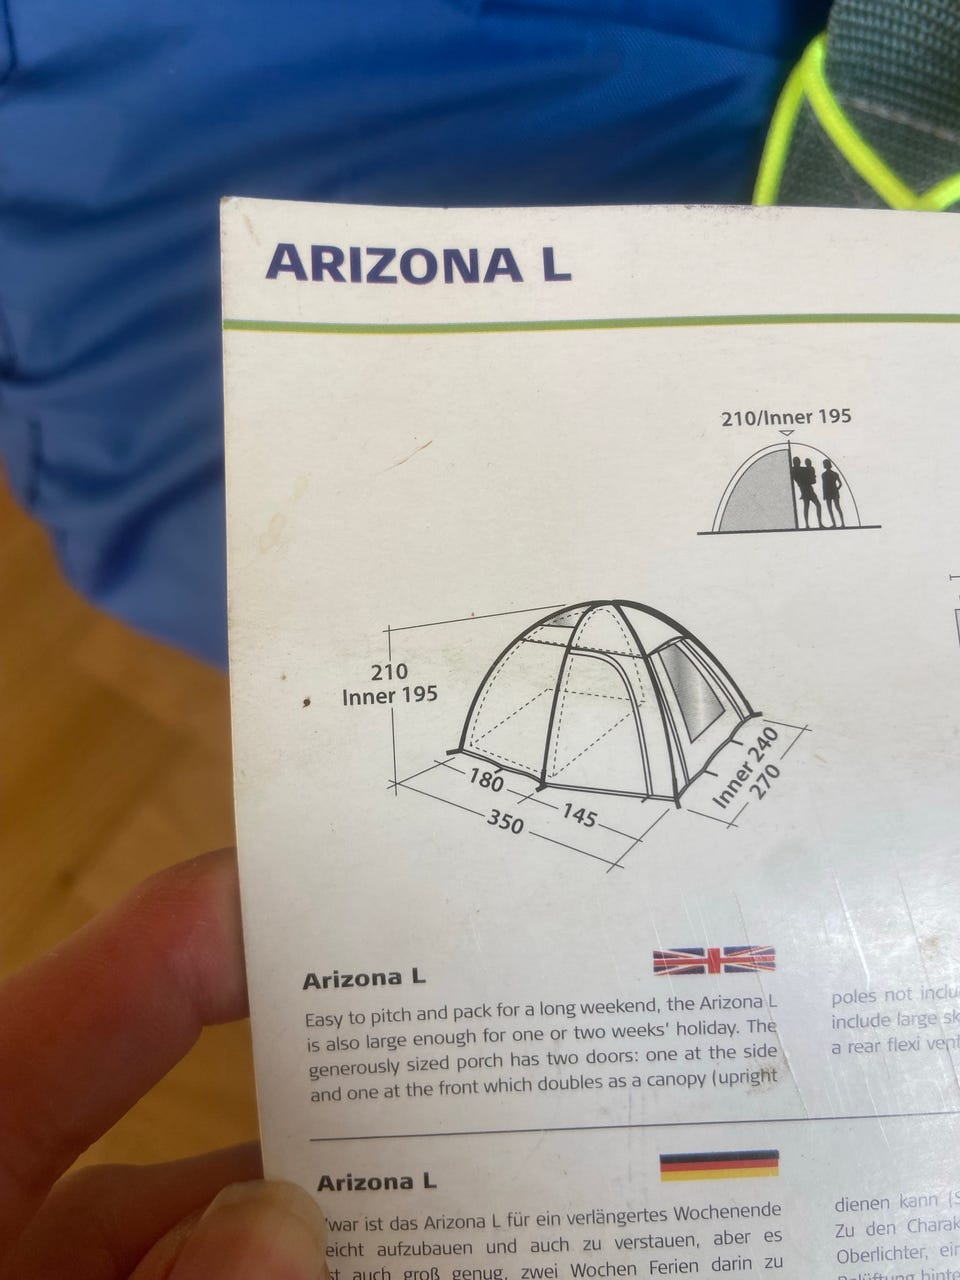 ARIZONA L
210/Inner 195
210
Inner 195
180
145
350
Inner 240
270
Arizona L
Easy to pitch and pack for a long weekend, the Arizona L
is also large enough for one or two weeks' holiday. The
generously sized porch has two doors: one at the side
and one at the front which doubles as a canopy (upright
poles not inclu
include large sk
a rear flexi vent
Arizona L
war ist das Arizona L für ein verlängertes Wochenende
eicht aufzubauen und auch zu verstauen, aber es
st auch groß genug, zwei Wochen Ferien darin zu
dienen kann (S
Zu den Charak
Oberlichter, ein